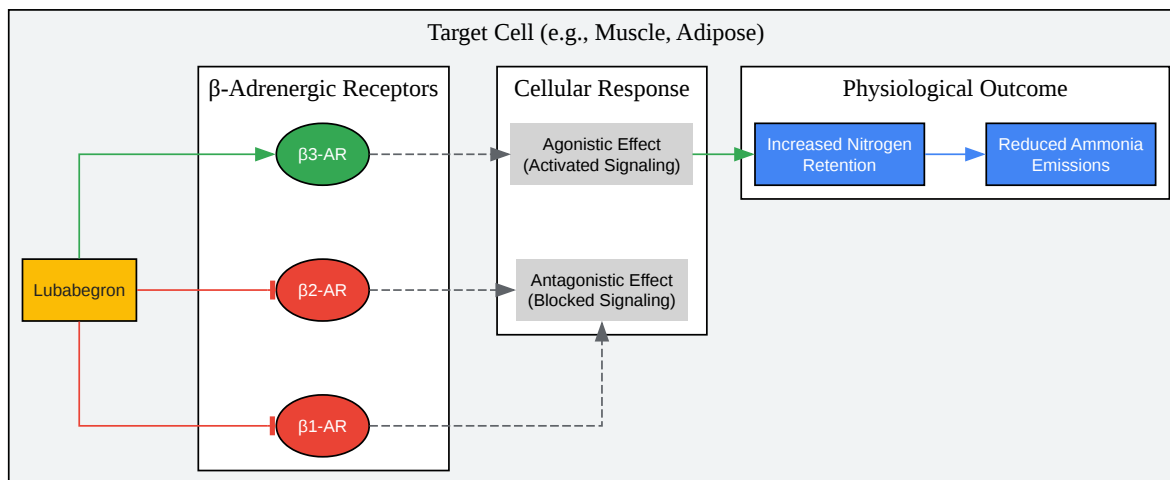 Target Cell (e.g., Muscle, Adipose)
β-Adrenergic Receptors
Cellular Response
Physiological Outcome
β3-AR
Agonistic Effect
(Activated Signaling)
Increased Nitrogen
Retention
Reduced Ammonia
Emissions
Lubabegron
β2-AR
Antagonistic Effect
(Blocked Signaling)
β1-AR